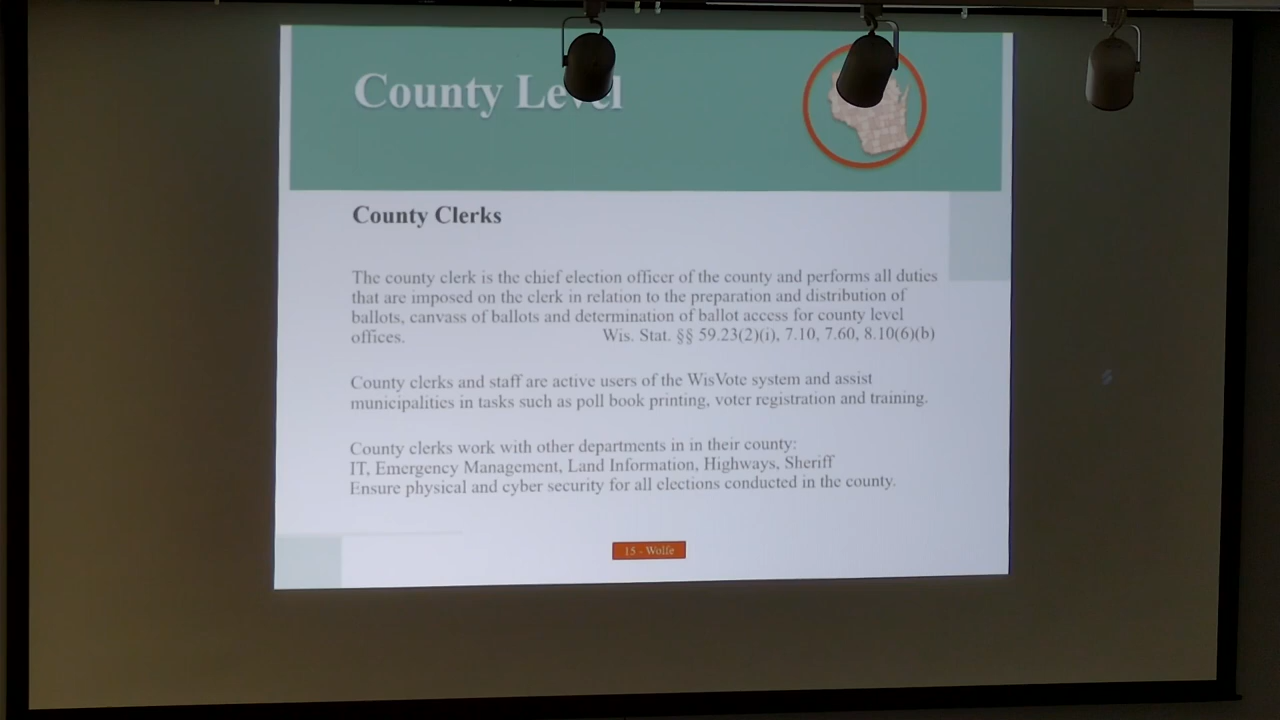 County Level
County Clerks
The county clerk is the chief election officer of the county and performs all duties
that are imposed on the clerk in relation to the preparation and distribution of
ballots, canvass of ballots and determination of ballot access for county level
offices. Wis. Stat. §§ 59.23(2)(i), 7.10, 7.60, 8.10(6)(b)
County clerks and staff are active users of the WisVote system and assist
municipalities in tasks such as poll book printing, voter registration and training.
County clerks work with other departments in in their county:
IT, Emergency Management, Land Information, Highways, Sheriff
Ensure physical and cyber security for all elections conducted in the county.
15 - Wolfe